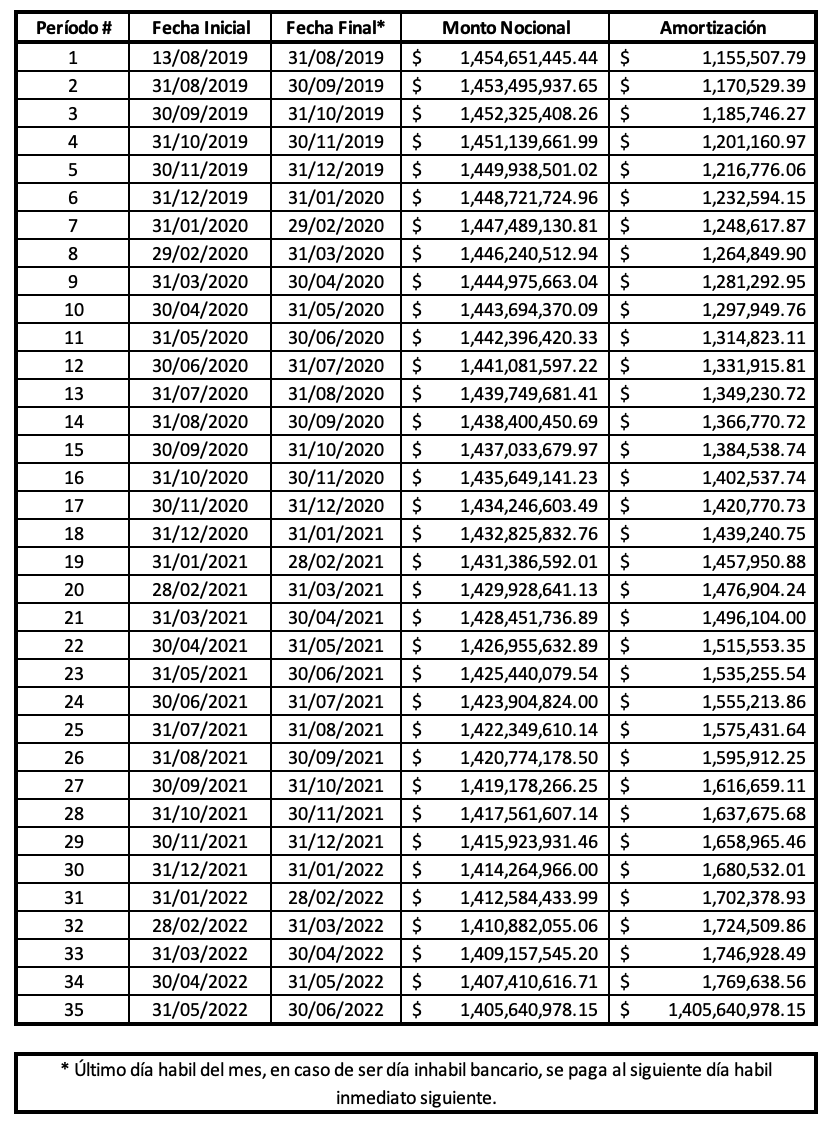 Período # Fecha Inicial Fecha Final* Monto Nocional Amortización
1 13/08/2019 31/08/2019 $ 1,454,651,445.44 $ 1,155,507.79
2 31/08/2019 30/09/2019 $ 1,453,495,937.65 $ 1,170,529.39
3 30/09/2019 31/10/2019 $ 1,452,325,408.26 $ 1,185,746.27
4 31/10/2019 30/11/2019 $ 1,451,139,661.99 $ 1,201,160.97
5 30/11/2019 31/12/2019 $ 1,449,938,501.02 $ 1,216,776.06
6 31/12/2019 31/01/2020 $ 1,448,721,724.96 $ 1,232,594.15
7 31/01/2020 29/02/2020 $ 1,447,489,130.81 $ 1,248,617.87
8 29/02/2020 31/03/2020 $ 1,446,240,512.94 $ 1,264,849.90
9 31/03/2020 30/04/2020 $ 1,444,975,663.04 $ 1,281,292.95
10 30/04/2020 31/05/2020 $ 1,443,694,370.09 $ 1,297,949.76
11 31/05/2020 30/06/2020 $ 1,442,396,420.33 $ 1,314,823.11
12 30/06/2020 31/07/2020 $ 1,441,081,597.22 $ 1,331,915.81
13 31/07/2020 31/08/2020 $ 1,439,749,681.41 $ 1,349,230.72
14 31/08/2020 30/09/2020 $ 1,438,400,450.69 $ 1,366,770.72
15 30/09/2020 31/10/2020 $ 1,437,033,679.97 $ 1,384,538.74
16 31/10/2020 30/11/2020 $ 1,435,649,141.23 $ 1,402,537.74
17 30/11/2020 31/12/2020 $ 1,434,246,603.49 $ 1,420,770.73
18 31/12/2020 31/01/2021 $ 1,432,825,832.76 $ 1,439,240.75
19 31/01/2021 28/02/2021 $ 1,431,386,592.01 $ 1,457,950.88
20 28/02/2021 31/03/2021 $ 1,429,928,641.13 $ 1,476,904.24
21 31/03/2021 30/04/2021 $ 1,428,451,736.89 $ 1,496,104.00
22 30/04/2021 31/05/2021 $ 1,426,955,632.89 $ 1,515,553.35
23 31/05/2021 30/06/2021 $ 1,425,440,079.54 $ 1,535,255.54
24 30/06/2021 31/07/2021 $ 1,423,904,824.00 $ 1,555,213.86
25 31/07/2021 31/08/2021 $ 1,422,349,610.14 $ 1,575,431.64
26 31/08/2021 30/09/2021 $ 1,420,774,178.50 $ 1,595,912.25
27 30/09/2021 31/10/2021 $ 1,419,178,266.25 $ 1,616,659.11
28 31/10/2021 30/11/2021 $ 1,417,561,607.14 $ 1,637,675.68
29 30/11/2021 31/12/2021 $ 1,415,923,931.46 $ 1,658,965.46
30 31/12/2021 31/01/2022 $ 1,414,264,966.00 $ 1,680,532.01
31 31/01/2022 28/02/2022 $ 1,412,584,433.99 $ 1,702,378.93
32 28/02/2022 31/03/2022 $ 1,410,882,055.06 $ 1,724,509.86
33 31/03/2022 30/04/2022 $ 1,409,157,545.20 $ 1,746,928.49
34 30/04/2022 31/05/2022 $ 1,407,410,616.71 $ 1,769,638.56
35 31/05/2022 30/06/2022 $ 1,405,640,978.15 $ 1,405,640,978.15
* Último día habil del mes, en caso de ser día inhabil bancario, se paga al siguiente día habil
inmediato siguiente.